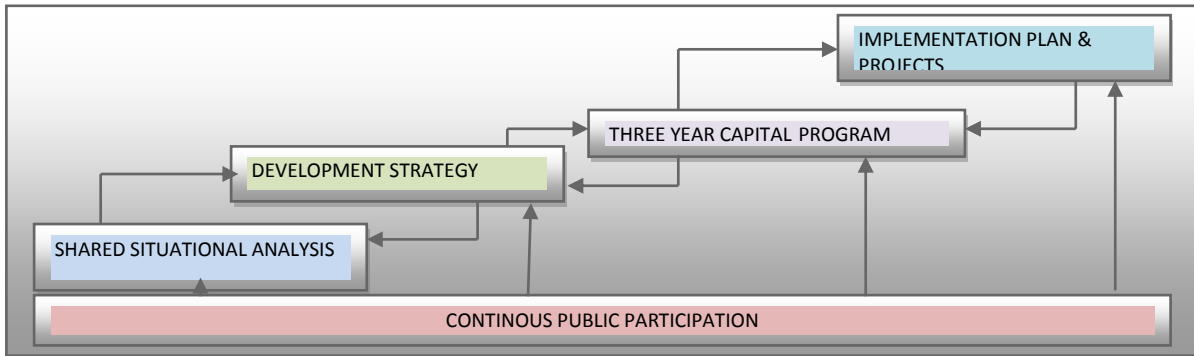 IMPLEMENTATION PLAN &
PROJECTS
THREE YEAR CAPITAL PROGRAM
DEVELOPMENT STRATEGY
SHARED SITUATIONAL ANALYSIS
CONTINOUS PUBLIC PARTICIPATION